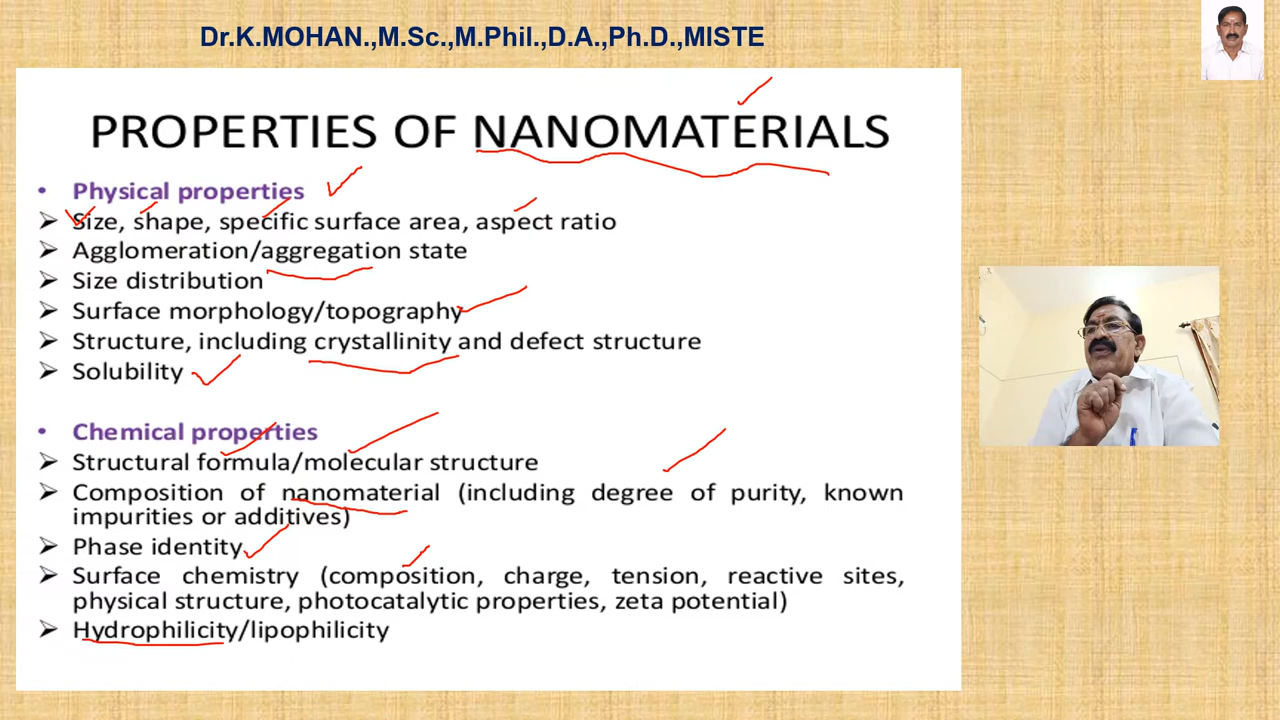 Dr.K.MOHAN.,M.Sc.,M.Phil.,D.A.,Ph.D.,MISTE
PROPERTIES OF NANOMATERIALS
• Physical properties
➢ Size, shape, specific surface area, aspect ratio
➢ Agglomeration/aggregation state
➢ Size distribution
➢ Surface morphology/topography
➢ Structure, including crystallinity and defect structure
➢ Solubility
• Chemical properties
➢ Structural formula/molecular structure
➢ Composition of nanomaterial (including degree of purity, known
impurities or additives)
➢ Phase identity
➢ Surface chemistry (composition, charge, tension, reactive sites,
physical structure, photocatalytic properties, zeta potential)
➢ Hydrophilicity/lipophilicity